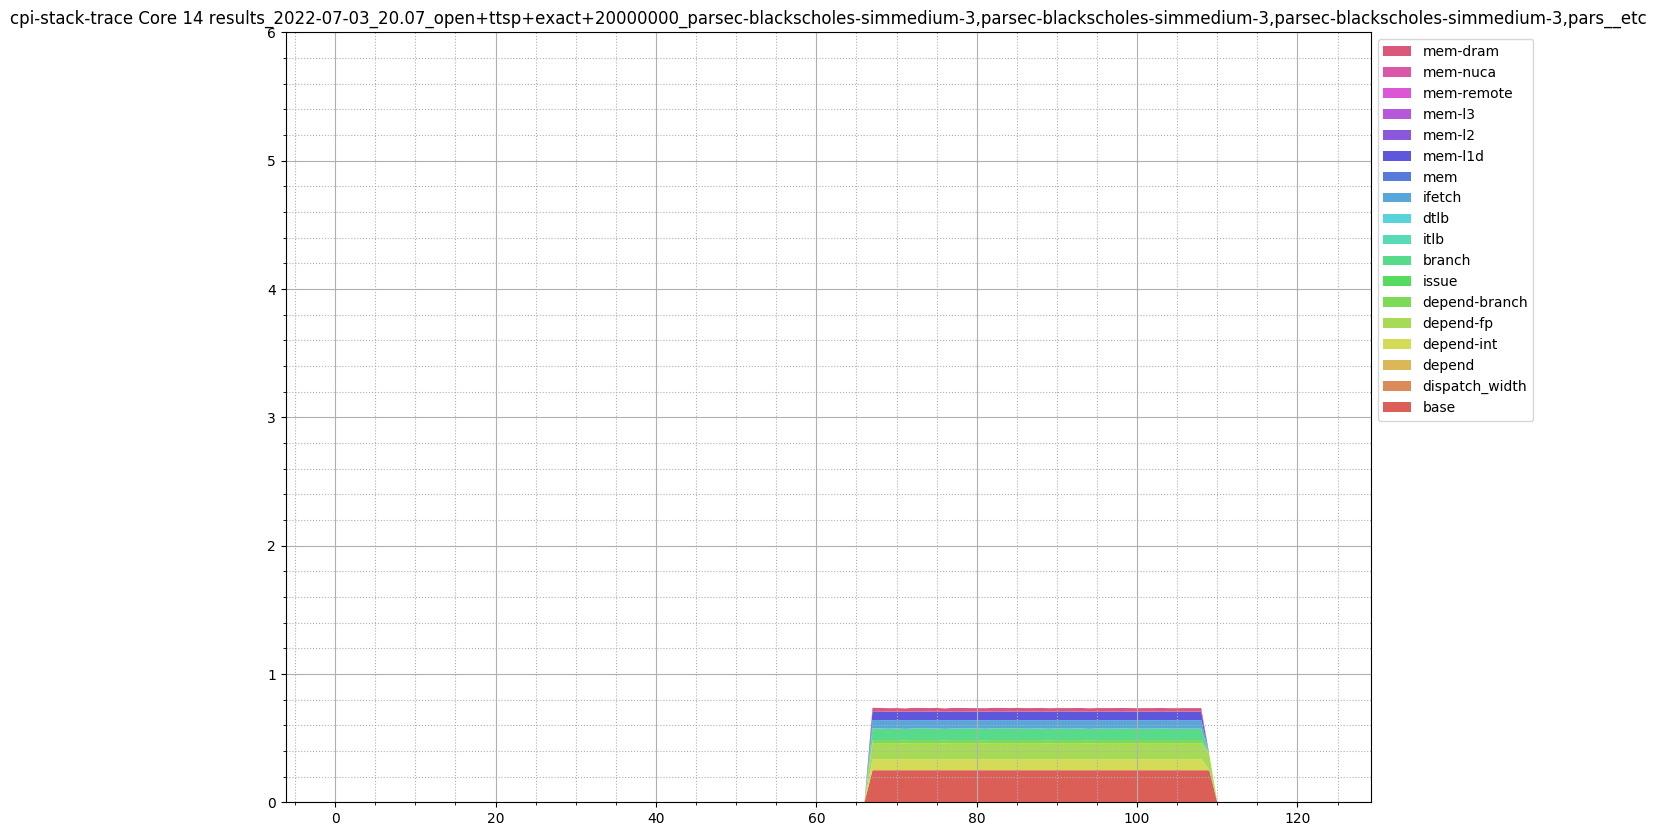 cpi-stack-trace Core 14 results_2022-07-03_20.07_open+ttsp+exact+20000000_parsec-blackscholes-simmedium-3,parsec-blackscholes-simmedium-3,parsec-blackscholes-simmedium-3,pars__etc
6
5
4
3
2
1
0
0 20 40 60 80 100 120
mem-dram
mem-nuca
mem-remote
mem-l3
mem-l2
mem-l1d
mem
ifetch
dtlb
itlb
branch
issue
depend-branch
depend-fp
depend-int
depend
dispatch_width
base